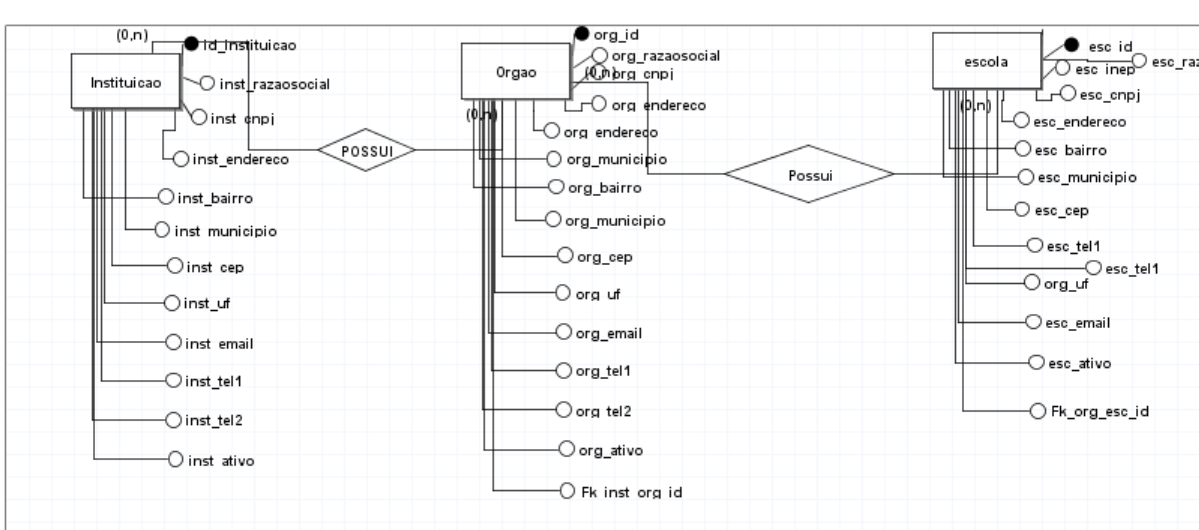 (0,n)
id_instituicao
Instituicao
inst_razaosocial
inst_cnpj
inst_endereco
inst_bairro
inst_municipio
inst_cep
inst_uf
inst_email
inst_tel1
inst_tel2
inst_ativo
POSSUI
org_id
Orgao
org_razaosocial
(0,n)
org_cnpj
org_endereco
(0,n)
org_endereco
org_municipio
org_bairro
org_municipio
org_cep
org_uf
org_email
org_tel1
org_tel2
org_ativo
Fk_inst_org_id
Possui
esc_id
escola
esc_inep
esc_raz
esc_cnpj
(0,n)
esc_endereco
esc_bairro
esc_municipio
esc_cep
esc_tel1
esc_tel1
org_uf
esc_email
esc_ativo
Fk_org_esc_id